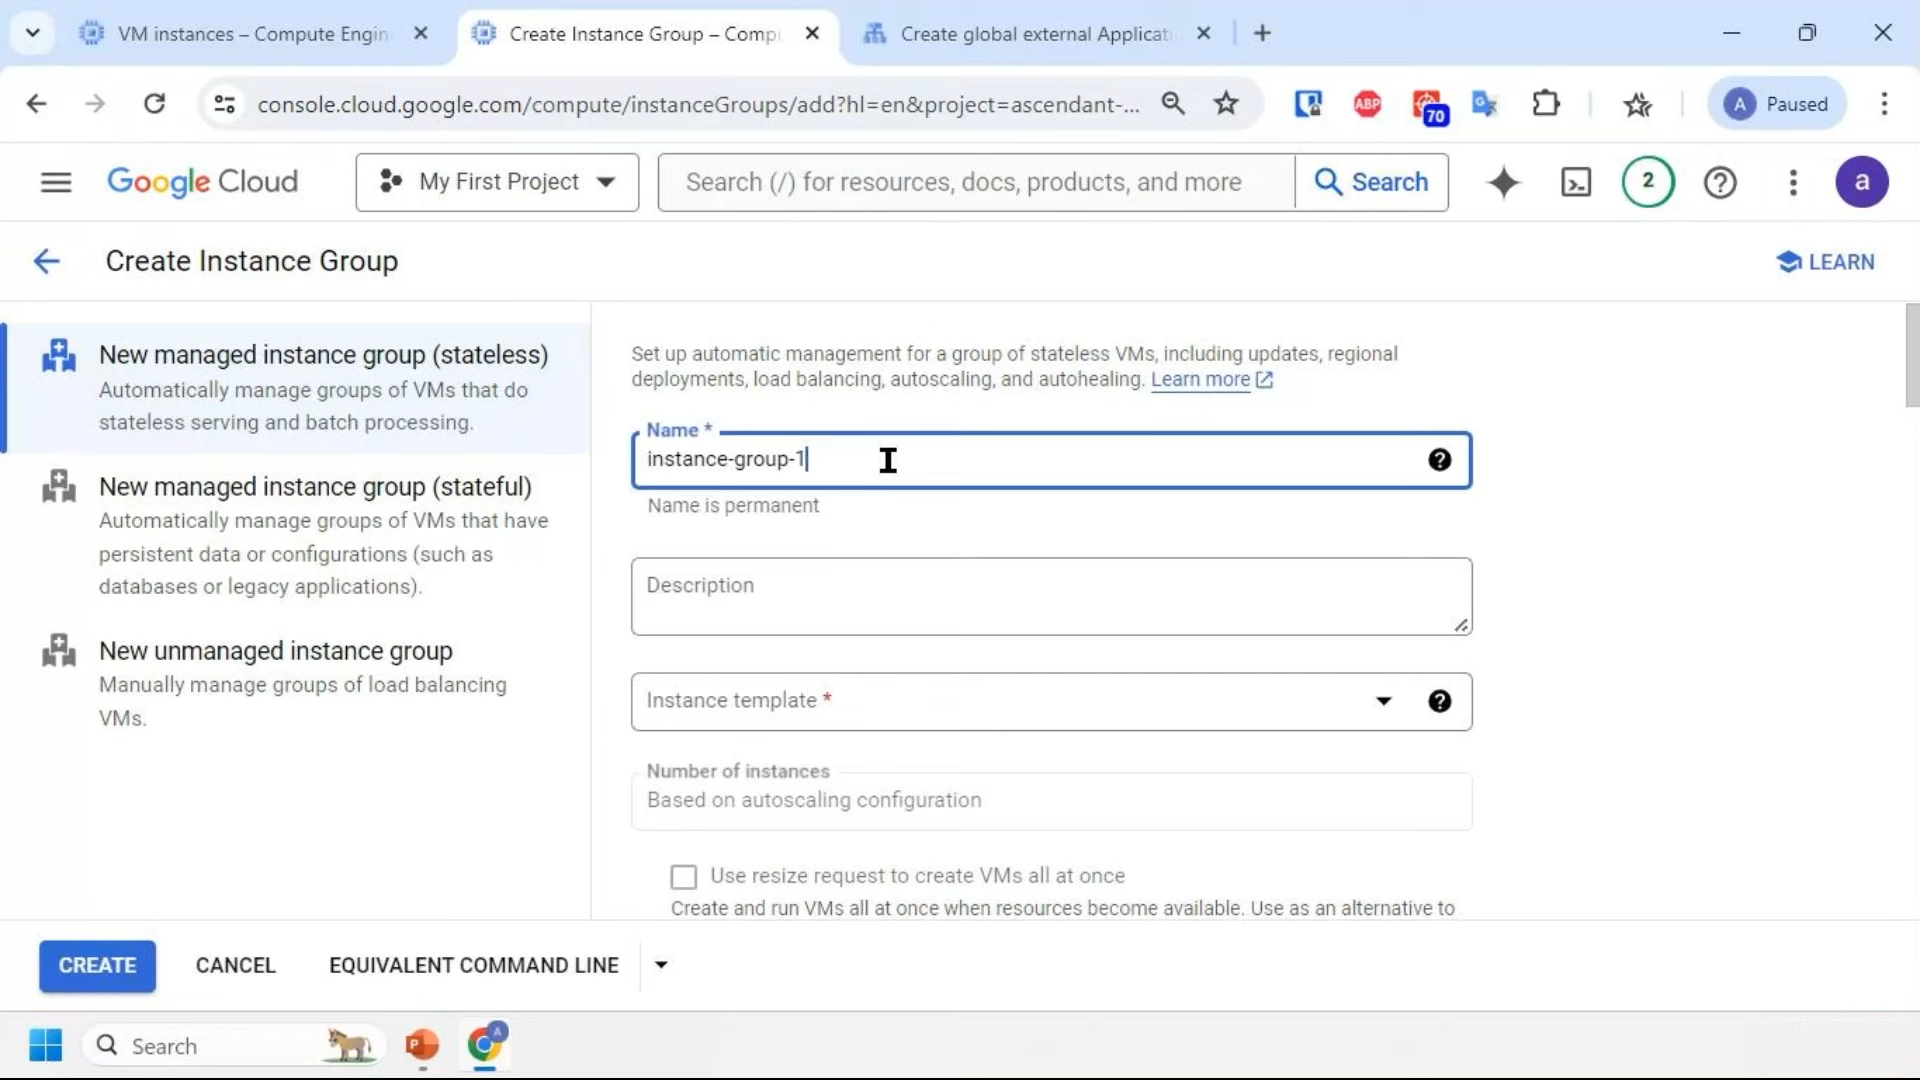 VM instances – Compute Engin
Create Instance Group – Compu
Create global external Applicati
console.cloud.google.com/compute/instanceGroups/add?hl=en&project=ascendant-...
ABP
70
A Paused
Google Cloud
My First Project
Search (/) for resources, docs, products, and more
Search
2
a
Create Instance Group
LEARN
New managed instance group (stateless)
Automatically manage groups of VMs that do
stateless serving and batch processing.
New managed instance group (stateful)
Automatically manage groups of VMs that have
persistent data or configurations (such as
databases or legacy applications).
New unmanaged instance group
Manually manage groups of load balancing
VMs.
Set up automatic management for a group of stateless VMs, including updates, regional
deployments, load balancing, autoscaling, and autohealing. Learn more
Name *
instance-group-1
Name is permanent
Description
Instance template *
Number of instances
Based on autoscaling configuration
Use resize request to create VMs all at once
Create and run VMs all at once when resources become available. Use as an alternative to
CREATE
CANCEL
EQUIVALENT COMMAND LINE
Search
P
A